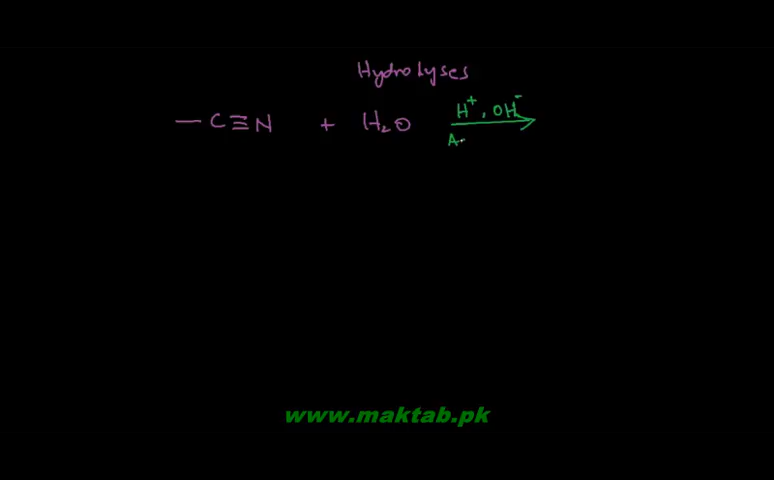 Hydrolyses
— C≡N + H₂O H⁺, OH⁻
A
www.maktab.pk